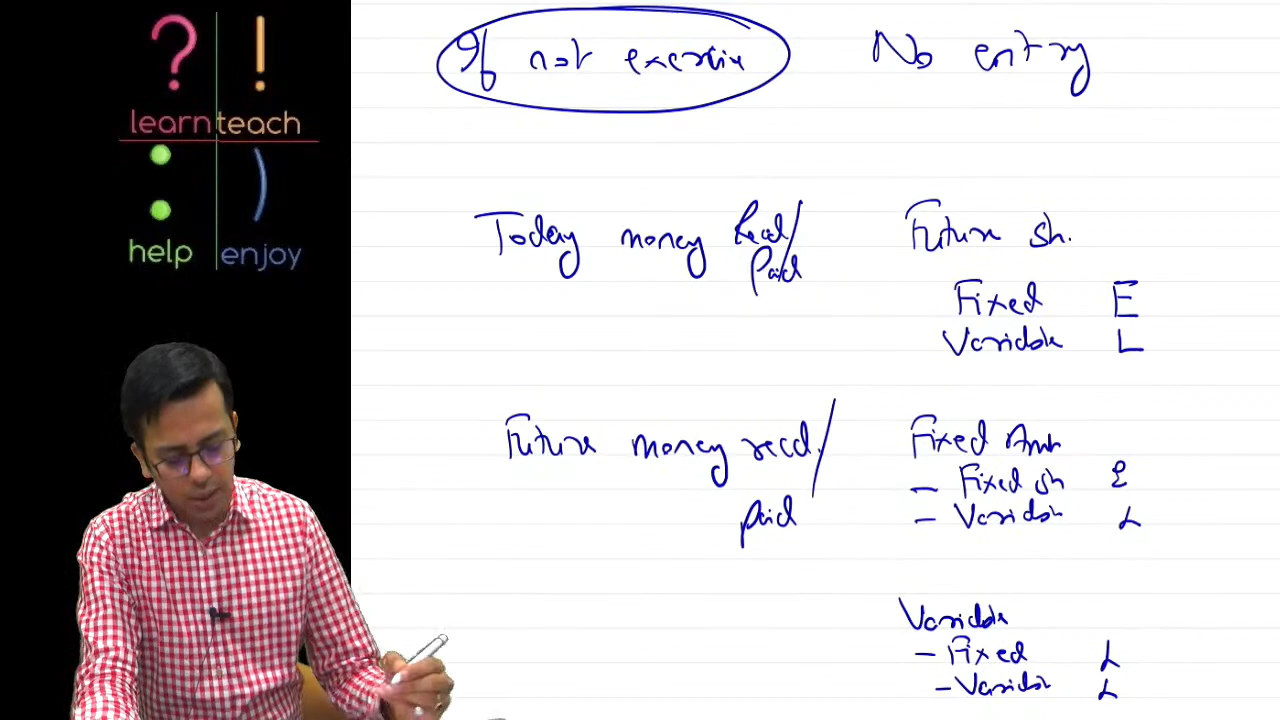 ? !
learn teach
: )
help enjoy
If not exercise No entry
Today money Recd/ Future sh.
Paid
Fixed E
Variable L
Future money recd./ Fixed Amt
paid
- Fixed sh E
- Variable L
Variable
- Fixed L
- Variable L